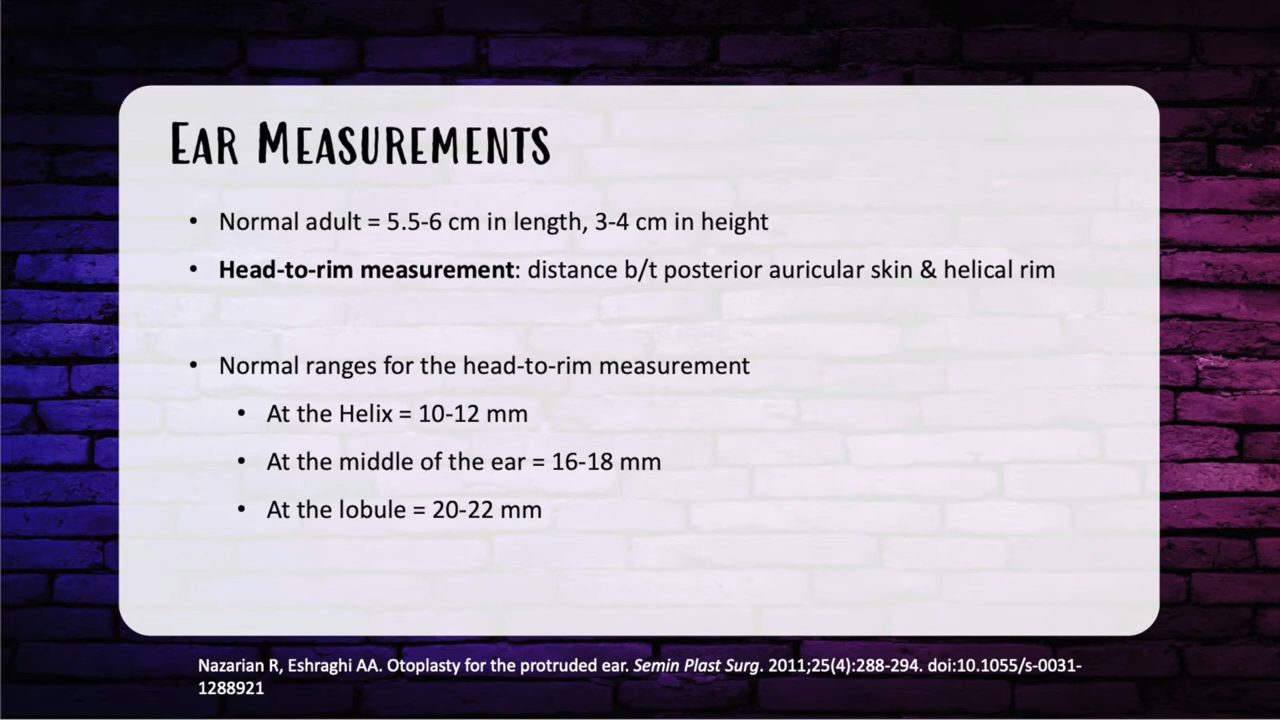 EAR MEASUREMENTS
• Normal adult = 5.5-6 cm in length, 3-4 cm in height
• Head-to-rim measurement: distance b/t posterior auricular skin & helical rim
• Normal ranges for the head-to-rim measurement
• At the Helix = 10-12 mm
• At the middle of the ear = 16-18 mm
• At the lobule = 20-22 mm
Nazarian R, Eshraghi AA. Otoplasty for the protruded ear. Semin Plast Surg. 2011;25(4):288-294. doi:10.1055/s-0031-
1288921